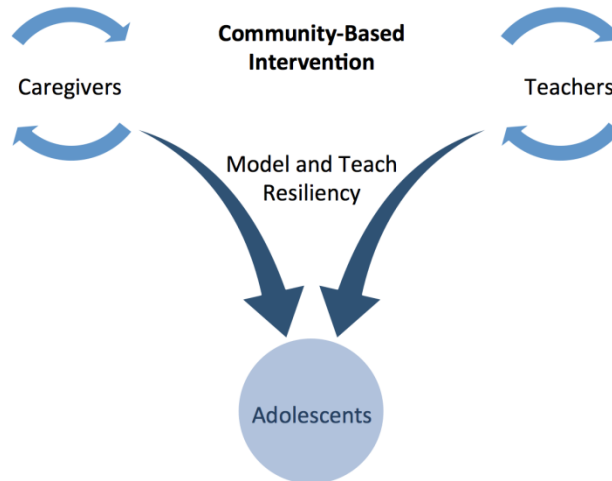 Community-Based
Intervention
Caregivers
Teachers
Model and Teach
Resiliency
Adolescents